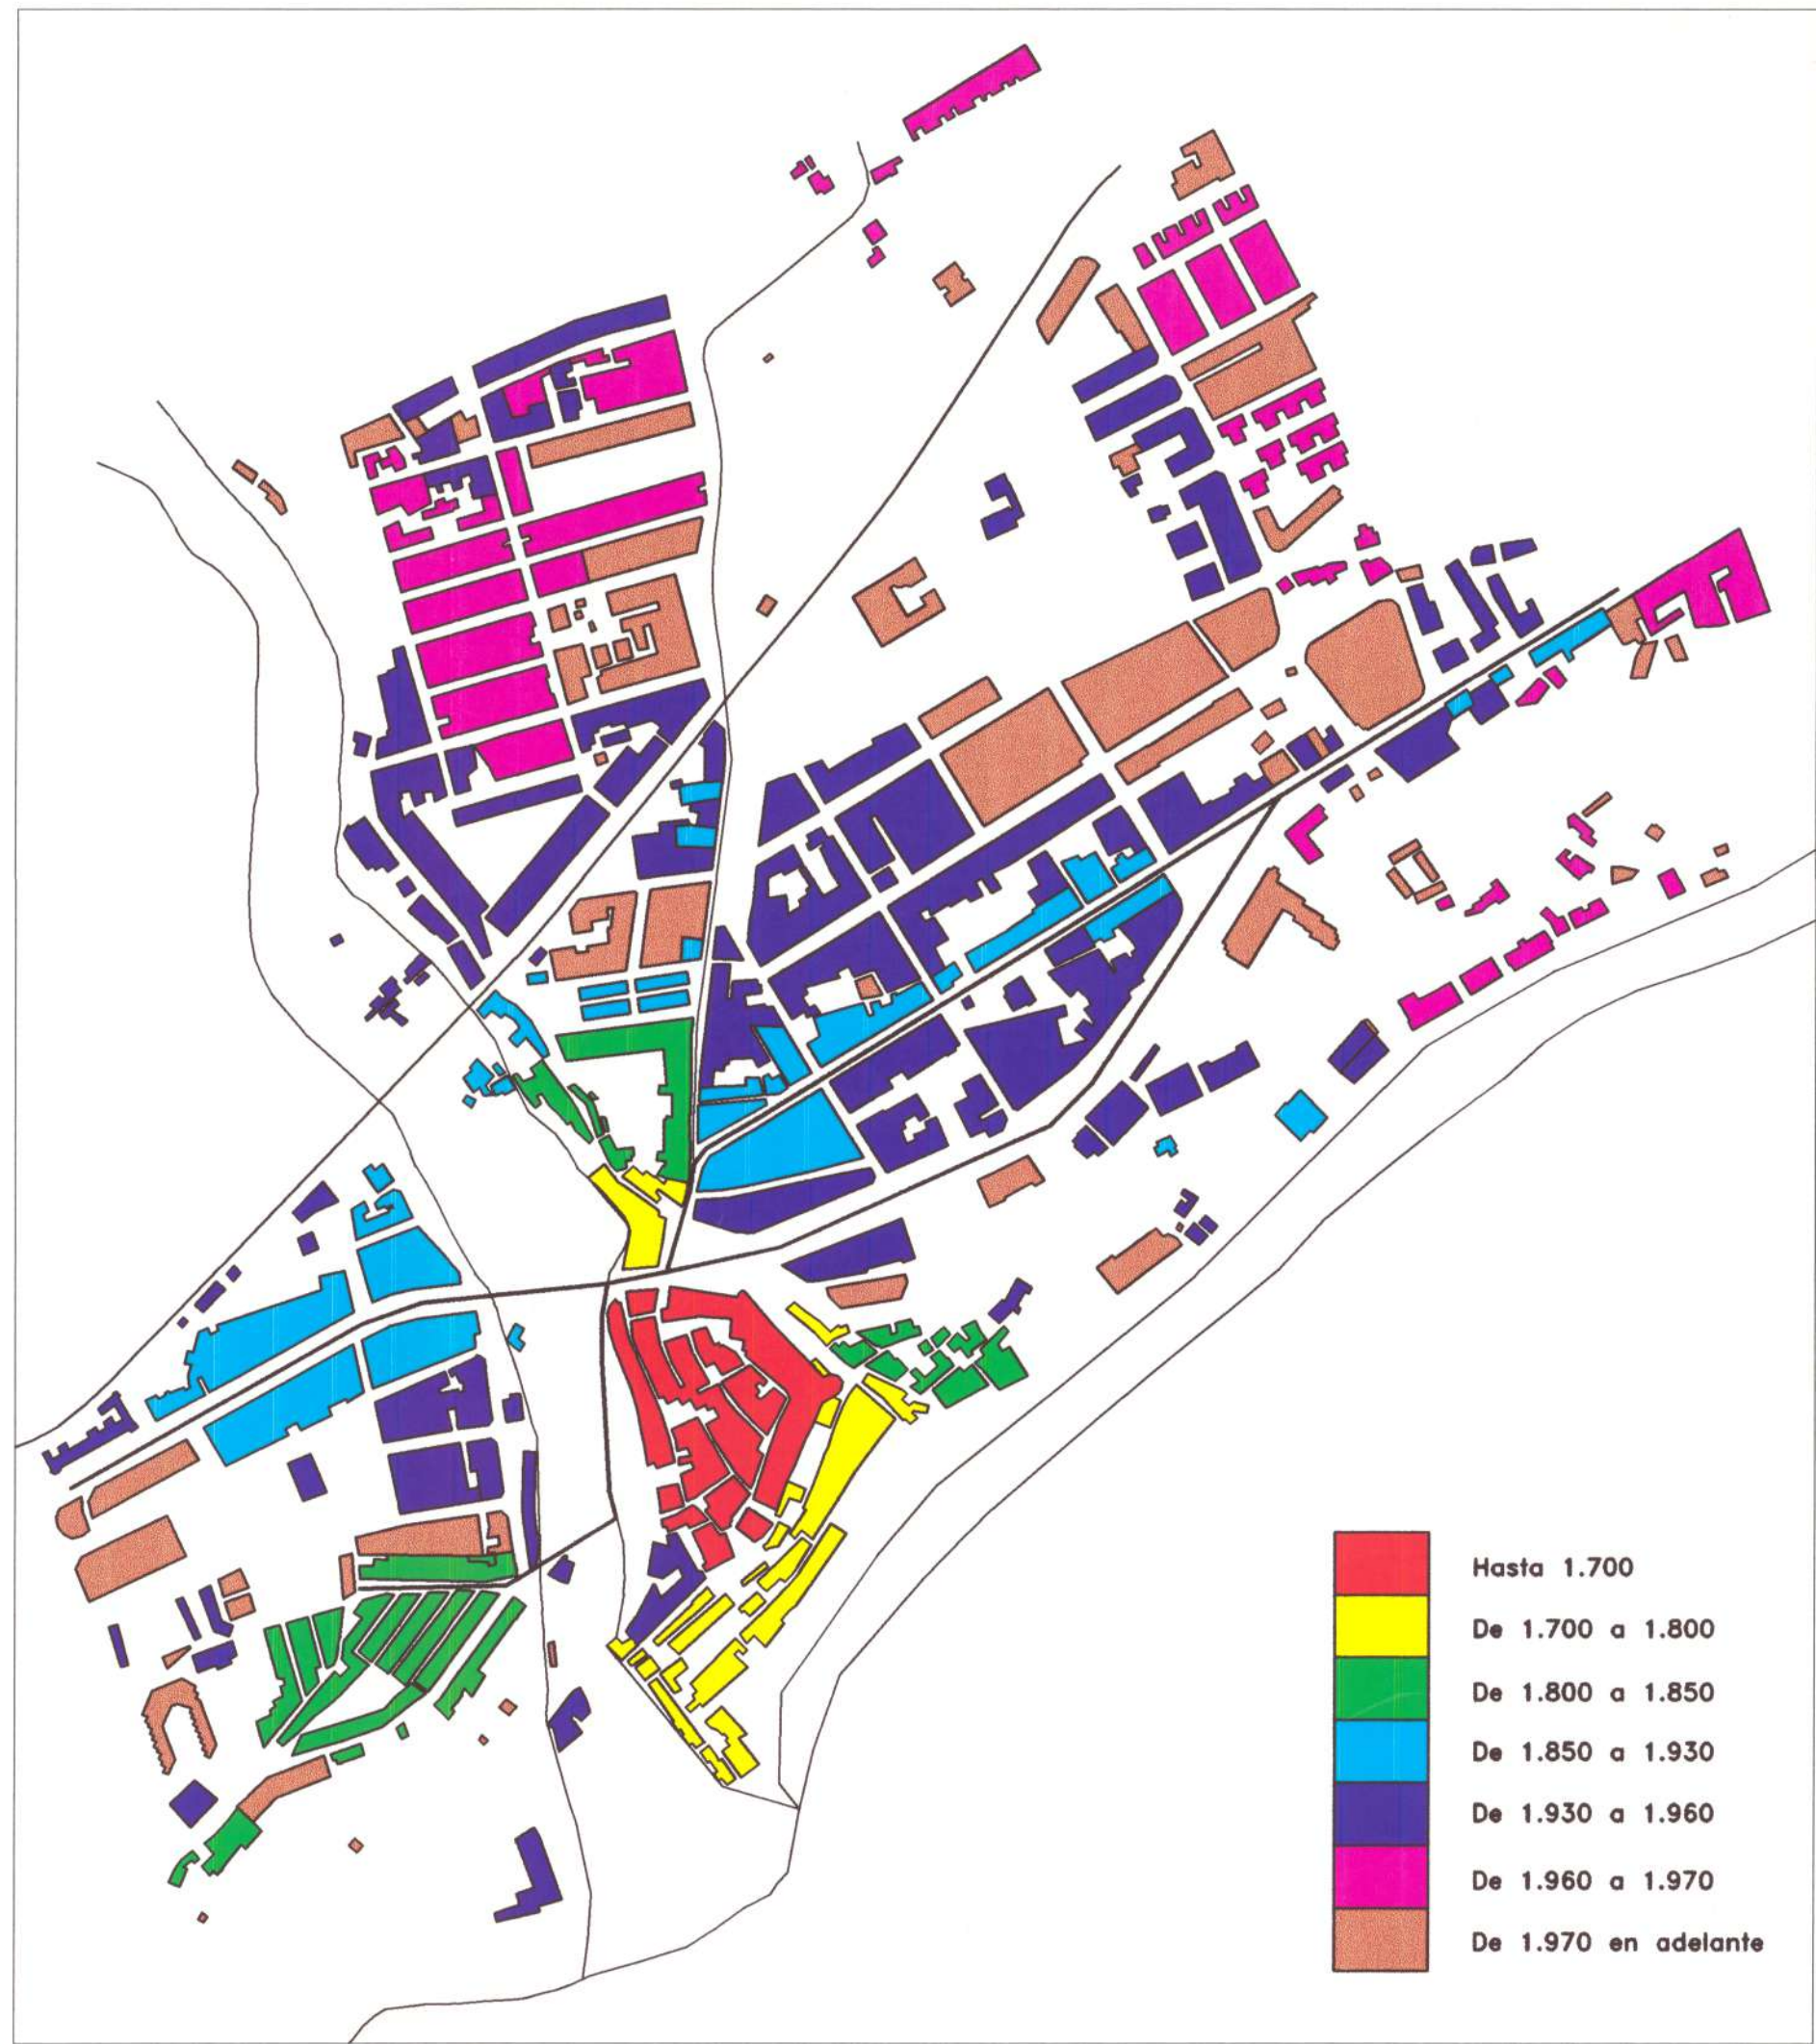 Hasta 1.700
De 1.700 a 1.800
De 1.800 a 1.850
De 1.850 a 1.930
De 1.930 a 1.960
De 1.960 a 1.970
De 1.970 en adelante